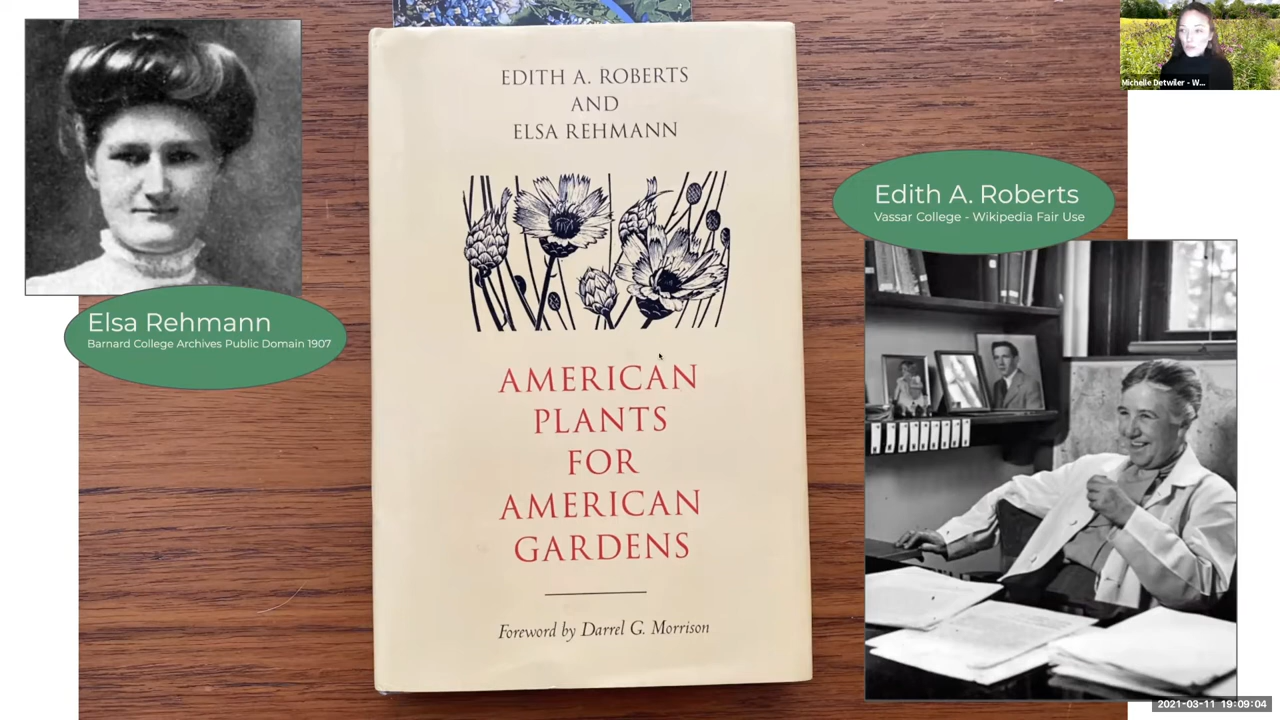 Elsa Rehmann
Barnard College Archives Public Domain 1907
EDITH A. ROBERTS
AND
ELSA REHMANN
AMERICAN
PLANTS
FOR
AMERICAN
GARDENS
Foreword by Darrel G. Morrison
Edith A. Roberts
Vassar College - Wikipedia Fair Use
Michelle Detwiler - W...
2021-03-11 19:09:04